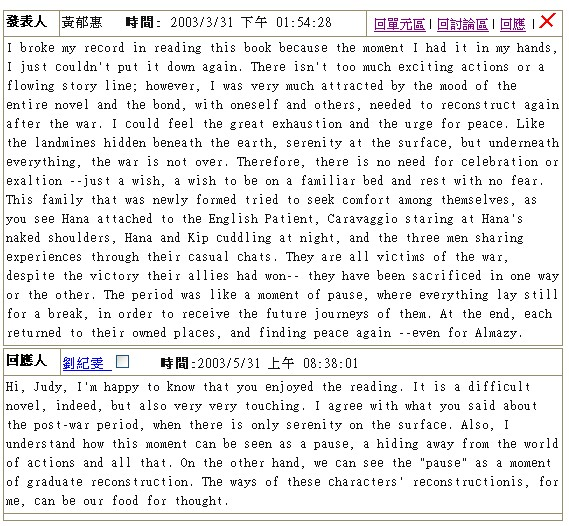 發表人 黃郁惠 時間: 2003/3/31 下午 01:54:28 回單元區 | 回討論區 | 回應 |
I broke my record in reading this book because the moment I had it in my hands,
I just couldn't put it down again. There isn't too much exciting actions or a
flowing story line; however, I was very much attracted by the mood of the
entire novel and the bond, with oneself and others, needed to reconstruct again
after the war. I could feel the great exhaustion and the urge for peace. Like
the landmines hidden beneath the earth, serenity at the surface, but underneath
everything, the war is not over. Therefore, there is no need for celebration or
exaltion --just a wish, a wish to be on a familiar bed and rest with no fear.
This family that was newly formed tried to seek comfort among themselves, as
you see Hana attached to the English Patient, Caravaggio staring at Hana's
naked shoulders, Hana and Kip cuddling at night, and the three men sharing
experiences through their casual chats. They are all victims of the war,
despite the victory their allies had won-- they have been sacrificed in one way
or the other. The period was like a moment of pause, where everything lay still
for a break, in order to receive the future journeys of them. At the end, each
returned to their owned places, and finding peace again --even for Almazy.
回應人 劉紀雯 時間:2003/5/31 上午 08:38:01
Hi, Judy, I'm happy to know that you enjoyed the reading. It is a difficult
novel, indeed, but also very very touching. I agree with what you said about
the post-war period, when there is only serenity on the surface. Also, I
understand how this moment can be seen as a pause, a hiding away from the world
of actions and all that. On the other hand, we can see the "pause" as a moment
of graduate reconstruction. The ways of these characters' reconstructionis, for
me, can be our food for thought.